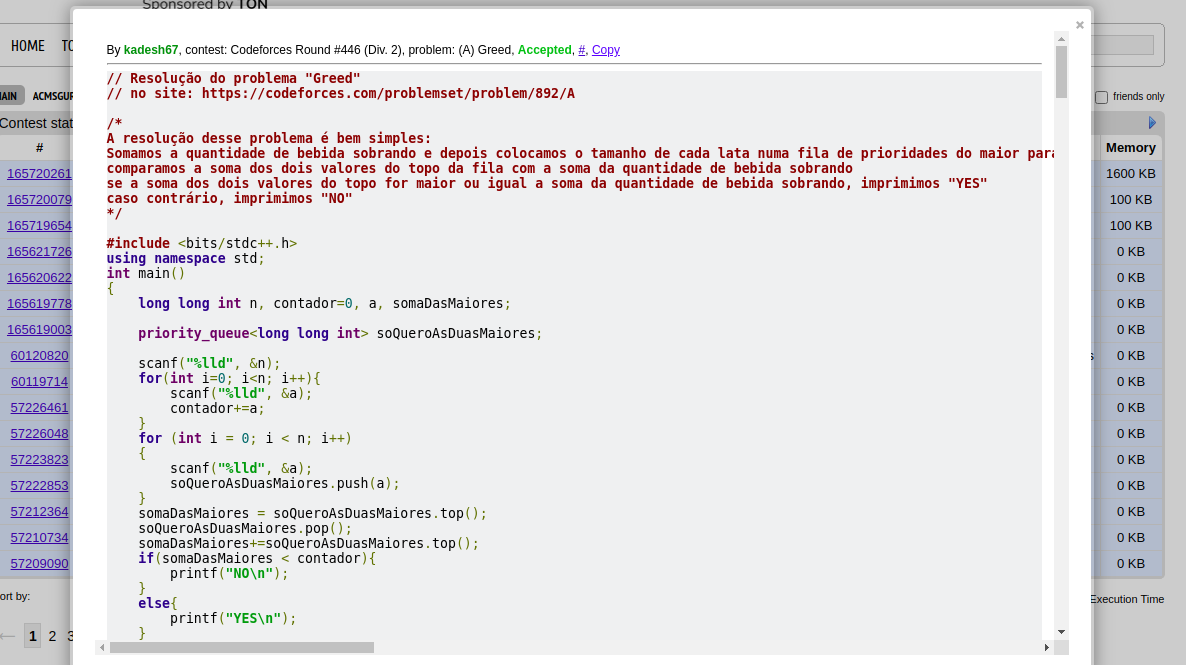 Sponsored by TON
HOME
By kadesh67, contest: Codeforces Round #446 (Div. 2), problem: (A) Greed, Accepted, #, Copy
friends only
ACMSGUR
Contest stat
#
Memory
165720261
1600 KB
165720079
100 KB
165719654
100 KB
165621726
0 KB
165620622
0 KB
165619778
0 KB
165619003
0 KB
60120820
0 KB
60119714
0 KB
57226461
0 KB
57226048
0 KB
57223823
0 KB
57222853
0 KB
57212364
0 KB
57210734
0 KB
57209090
0 KB
ort by:
Execution Time
1 2 3
// Resolução do problema "Greed"
// no site: https://codeforces.com/problemset/problem/892/A
/*
A resolução desse problema é bem simples:
Somamos a quantidade de bebida sobrando e depois colocamos o tamanho de cada lata numa fila de prioridades do maior para
comparamos a soma dos dois valores do topo da fila com a soma da quantidade de bebida sobrando
se a soma dos dois valores do topo for maior ou igual a soma da quantidade de bebida sobrando, imprimimos "YES"
caso contrário, imprimimos "NO"
*/
#include <bits/stdc++.h>
using namespace std;
int main()
{
    long long int n, contador=0, a, somaDasMaiores;
    priority_queue<long long int> soQueroAsDuasMaiores;
    scanf("%lld", &n);
    for(int i=0; i<n; i++){
        scanf("%lld", &a);
        contador+=a;
    }
    for (int i = 0; i < n; i++)
    {
        scanf("%lld", &a);
        soQueroAsDuasMaiores.push(a);
    }
    somaDasMaiores = soQueroAsDuasMaiores.top();
    soQueroAsDuasMaiores.pop();
    somaDasMaiores+=soQueroAsDuasMaiores.top();
    if(somaDasMaiores < contador){
        printf("NO\n");
    }
    else{
        printf("YES\n");
    }